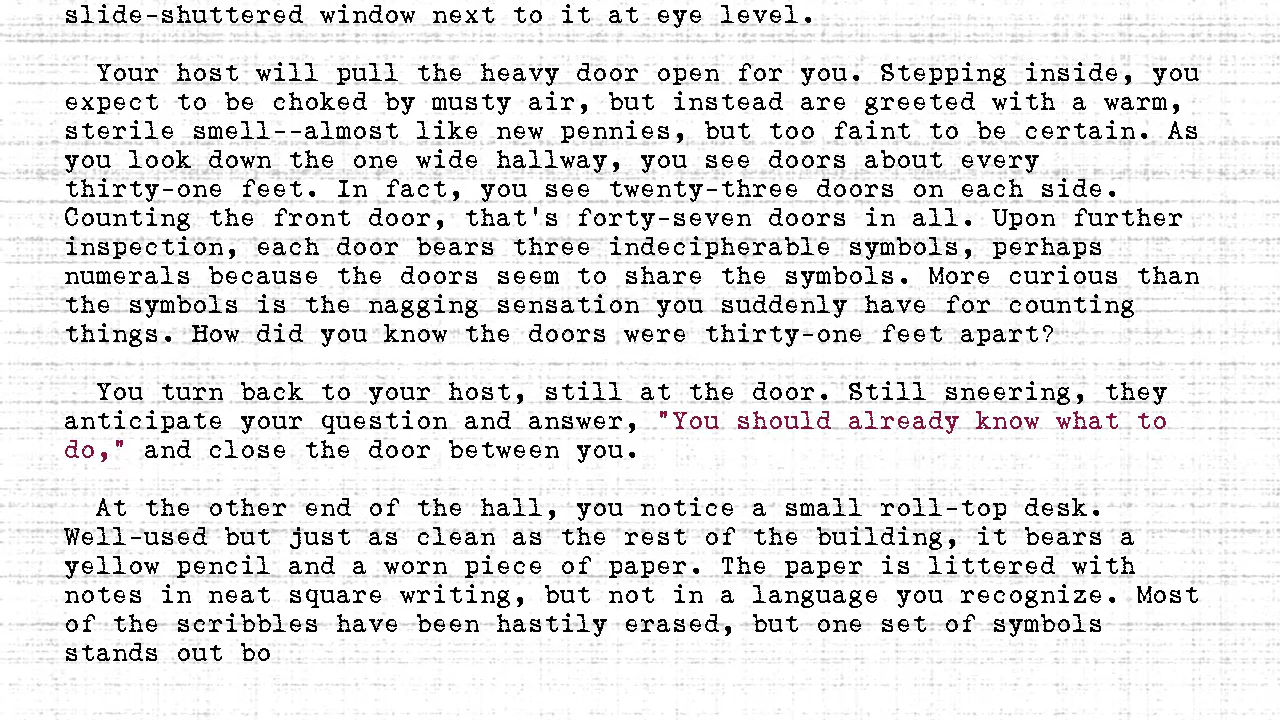 slide-shuttered window next to it at eye level.
Your host will pull the heavy door open for you. Stepping inside, you
expect to be choked by musty air, but instead are greeted with a warm,
sterile smell--almost like new pennies, but too faint to be certain. As
you look down the one wide hallway, you see doors about every
thirty-one feet. In fact, you see twenty-three doors on each side.
Counting the front door, that's forty-seven doors in all. Upon further
inspection, each door bears three indecipherable symbols, perhaps
numerals because the doors seem to share the symbols. More curious than
the symbols is the nagging sensation you suddenly have for counting
things. How did you know the doors were thirty-one feet apart?
You turn back to your host, still at the door. Still sneering, they
anticipate your question and answer, "You should already know what to
do," and close the door between you.
At the other end of the hall, you notice a small roll-top desk.
Well-used but just as clean as the rest of the building, it bears a
yellow pencil and a worn piece of paper. The paper is littered with
notes in neat square writing, but not in a language you recognize. Most
of the scribbles have been hastily erased, but one set of symbols
stands out bo